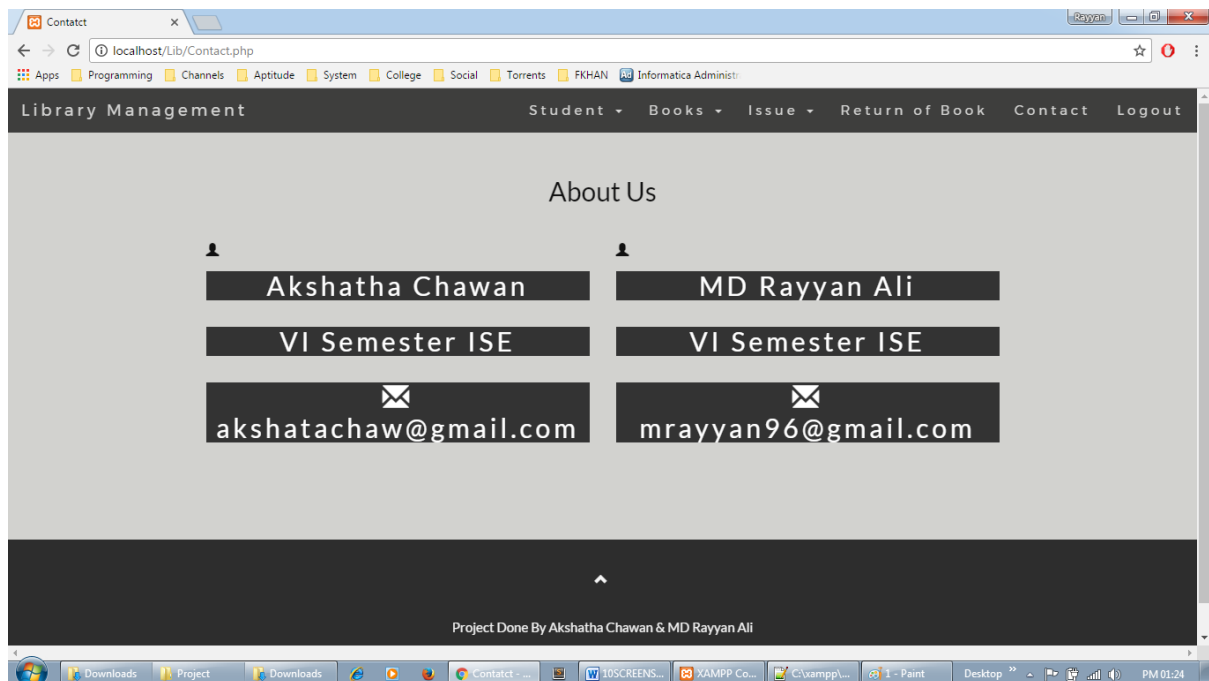 Contatct
Rayyan
localhost/Lib/Contact.php
Apps Programming Channels Aptitude System College Social Torrents FKHAN Ad Informatica Administr
Library Management Student Books Issue Return of Book Contact Logout
About Us
Akshatha Chawan MD Rayyan Ali
VI Semester ISE VI Semester ISE
akshatachaw@gmail.com mrayyan96@gmail.com
Project Done By Akshatha Chawan & MD Rayyan Ali
Downloads Project Downloads Contatct - ... 10SCREENS... XAMPP Co... C:\xampp\... 1 - Paint Desktop PM 01:24